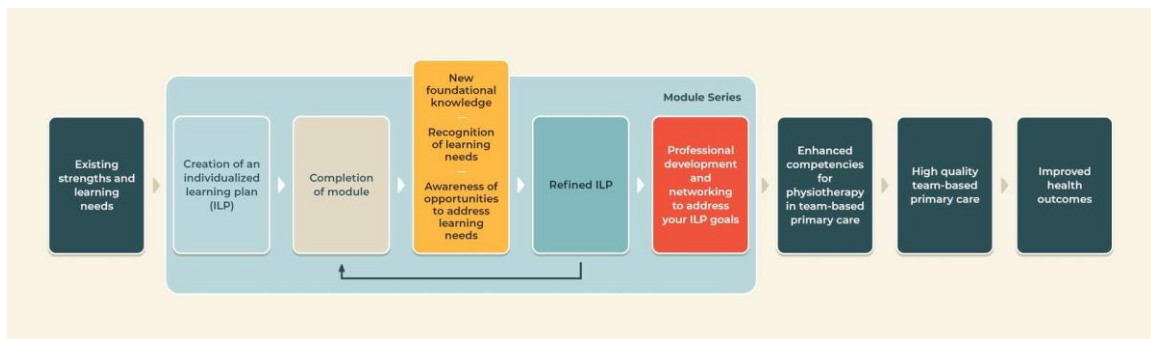 Module Series
Existing
strengths and
learning
needs
Creation of an
individualized
learning plan
(ILP)
Completion
of module
New
foundational
knowledge
Recognition
of learning
needs
Awareness of
opportunities
to address
learning
needs
Refined ILP
Professional
development
and
networking
to address
your ILP goals
Enhanced
competencies
for
physiotherapy
in team-based
primary care
High quality
team-based
primary care
Improved
health
outcomes